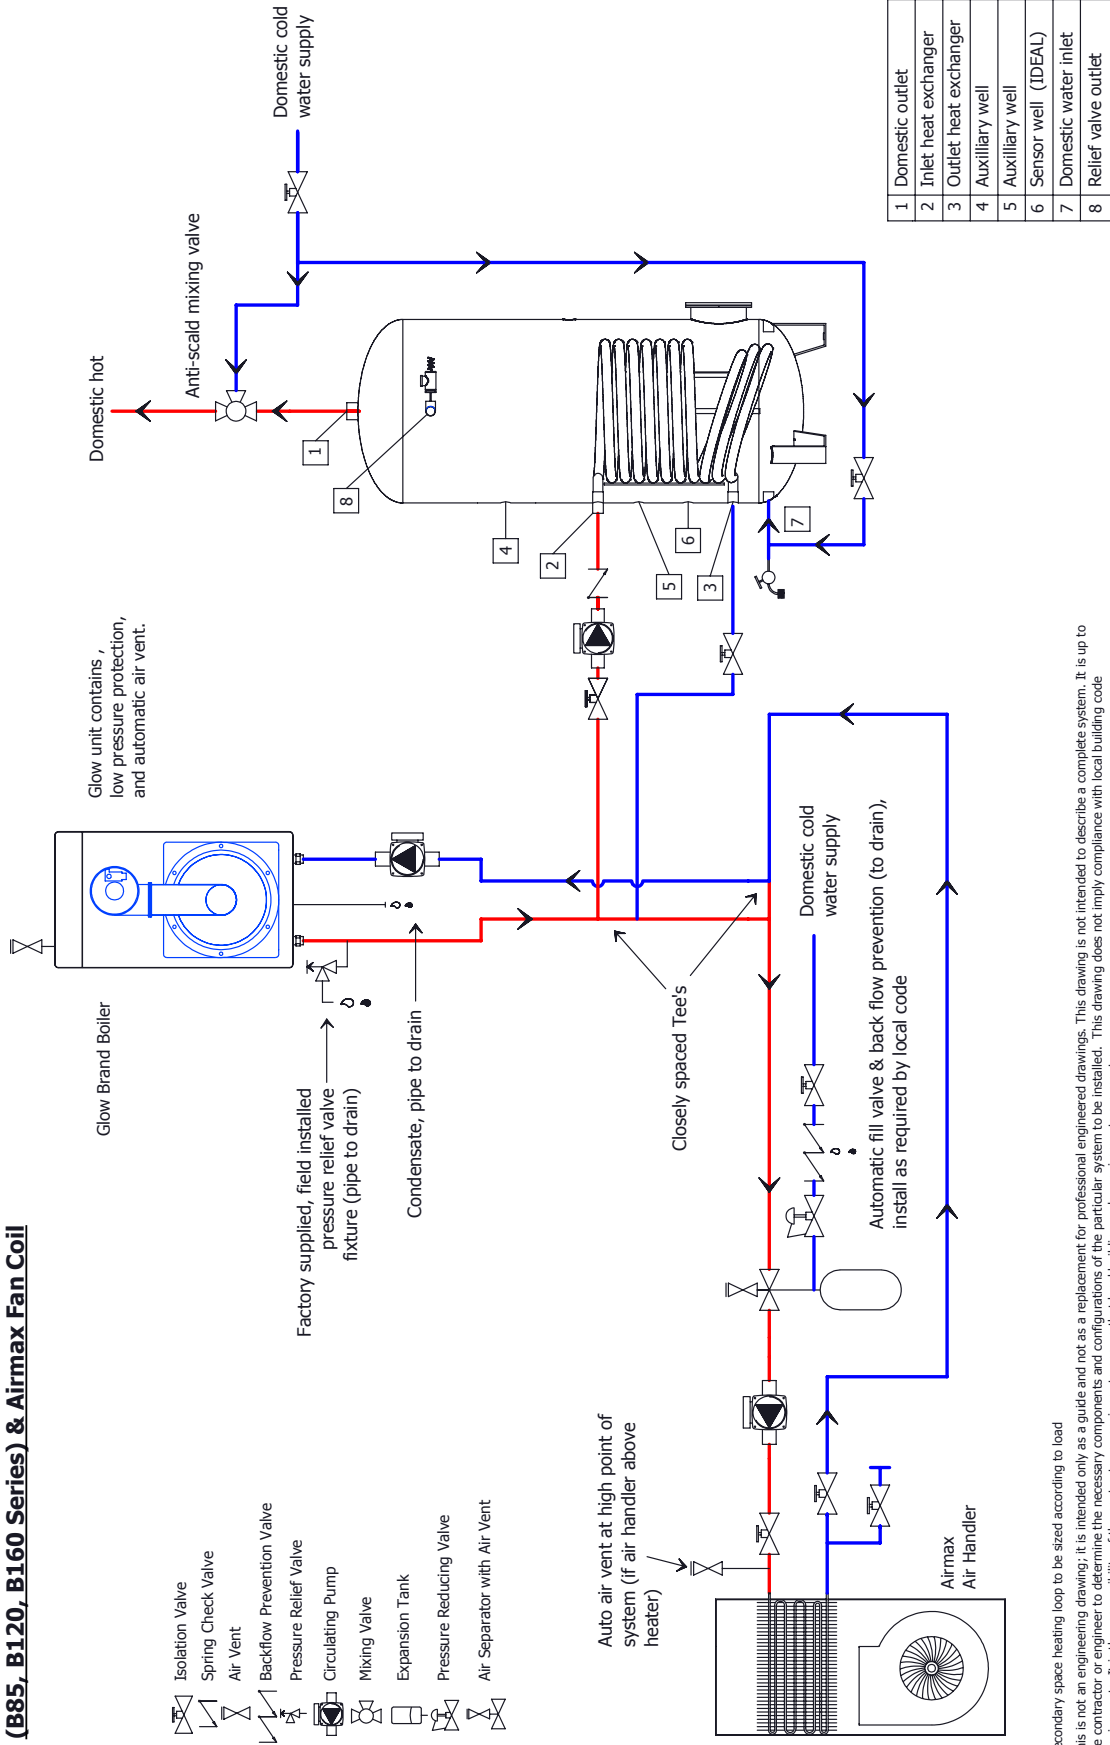 (B85, B120, B160 Series) & Airmax Fan Coil
Isolation Valve
Spring Check Valve
Air Vent
Backflow Prevention Valve
Pressure Relief Valve
Circulating Pump
Mixing Valve
Expansion Tank
Pressure Reducing Valve
Air Separator with Air Vent
Glow Brand Boiler
Glow unit contains ,
low pressure protection,
and automatic air vent.
Factory supplied, field installed
pressure relief valve
fixture (pipe to drain)
Condensate, pipe to drain
Domestic hot
Anti-scald mixing valve
Domestic cold
water supply
1
8
4
2
5
6
3
7
Closely spaced Tee's
Domestic cold
water supply
Automatic fill valve & back flow prevention (to drain),
install as required by local code
Auto air vent at high point of
system (if air handler above
heater)
Airmax
Air Handler
1 Domestic outlet
2 Inlet heat exchanger
3 Outlet heat exchanger
4 Auxilliary well
5 Auxilliary well
6 Sensor well (IDEAL)
7 Domestic water inlet
8 Relief valve outlet
space heating loop to be sized according to load
is not an engineering drawing; it is intended only as a guide and not as a replacement for professional engineered drawings. This drawing is not intended to describe a complete system. It is up to
contractor or engineer to determine the necessary components and configurations of the particular system to be installed. This drawing does not imply compliance with local building code